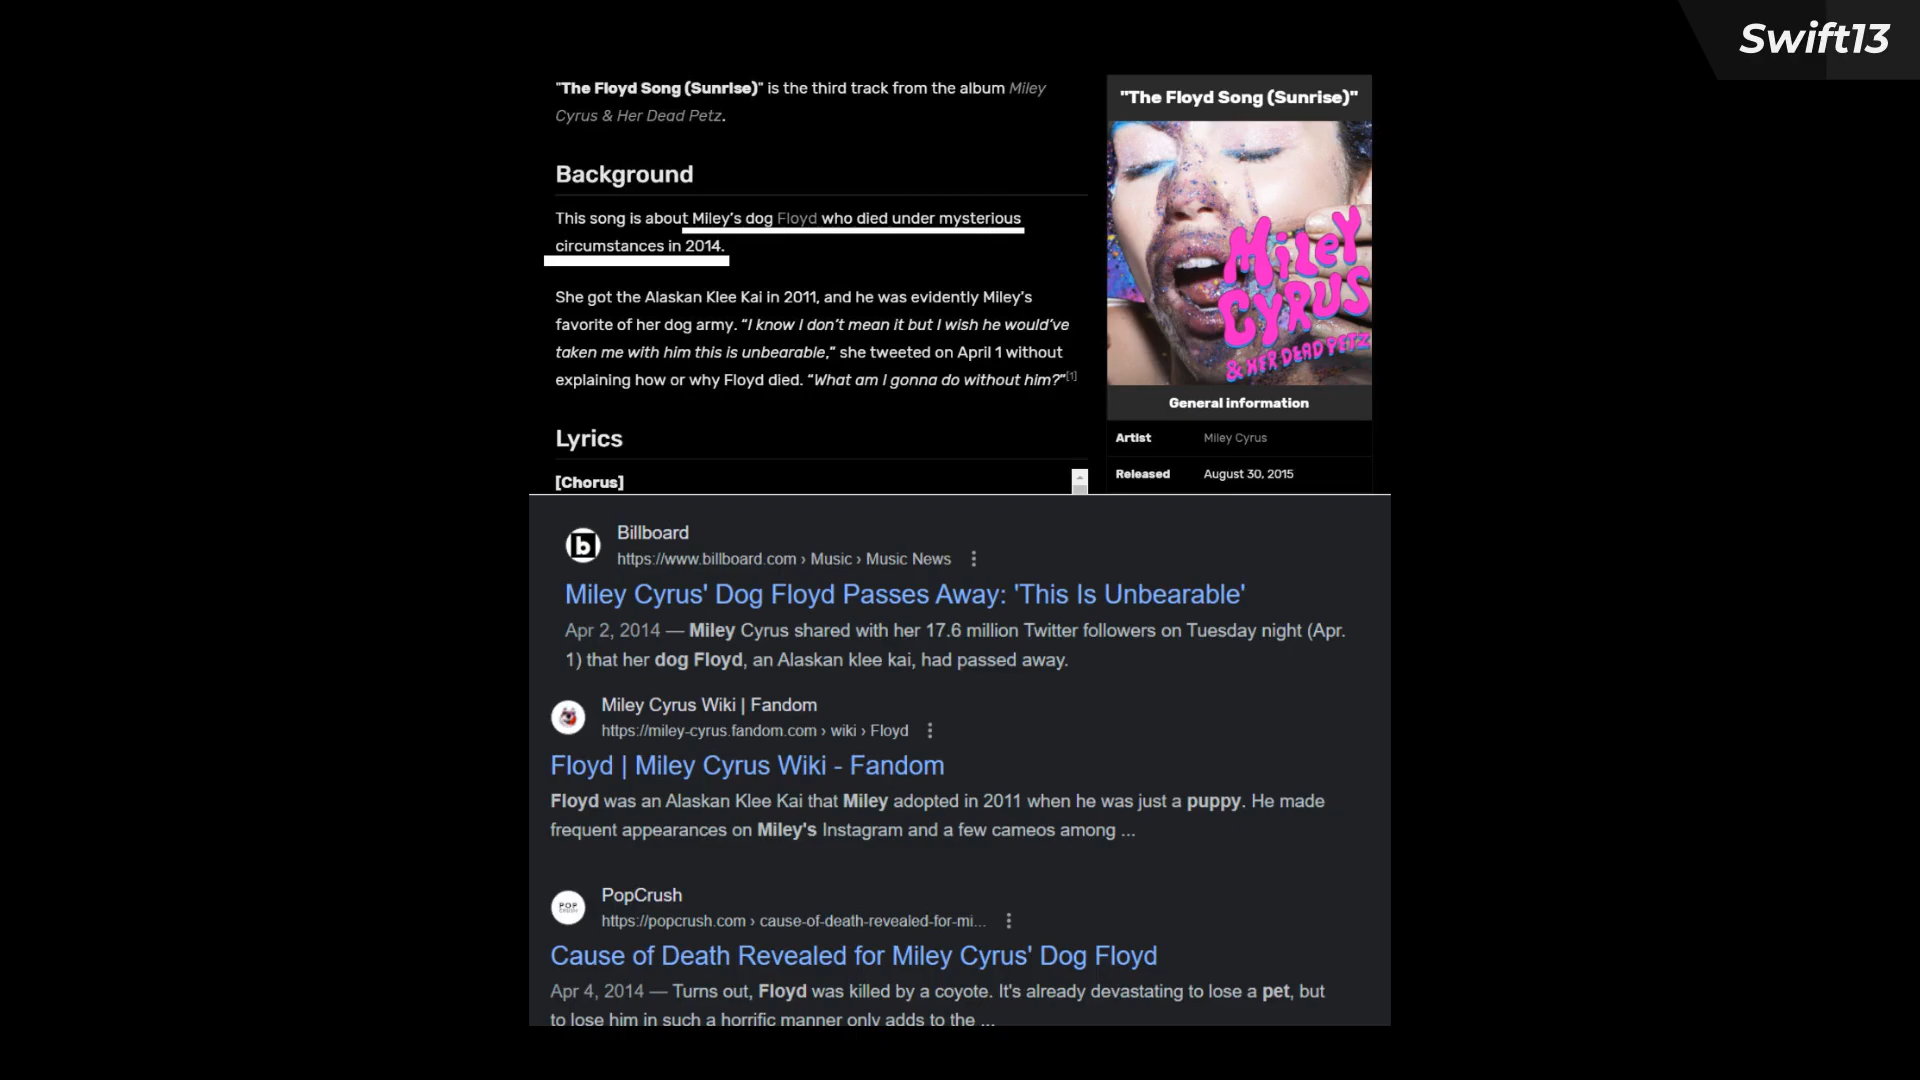 Swift13
"The Floyd Song (Sunrise)" is the third track from the album Miley
Cyrus & Her Dead Petz.
Background
This song is about Miley's dog Floyd who died under mysterious
circumstances in 2014.
She got the Alaskan Klee Kai in 2011, and he was evidently Miley's
favorite of her dog army. "I know I don't mean it but I wish he would've
taken me with him this is unbearable," she tweeted on April 1 without
explaining how or why Floyd died. "What am I gonna do without him?"[1]
Lyrics
[Chorus]
"The Floyd Song (Sunrise)"
MiLeY
CYRUS
& HER DEAD PETZ
General information
Artist Miley Cyrus
Released August 30, 2015
b
Billboard
https://www.billboard.com › Music › Music News
Miley Cyrus' Dog Floyd Passes Away: 'This Is Unbearable'
Apr 2, 2014 — Miley Cyrus shared with her 17.6 million Twitter followers on Tuesday night (Apr.
1) that her dog Floyd, an Alaskan klee kai, had passed away.
Miley Cyrus Wiki | Fandom
https://miley-cyrus.fandom.com › wiki › Floyd
Floyd | Miley Cyrus Wiki - Fandom
Floyd was an Alaskan Klee Kai that Miley adopted in 2011 when he was just a puppy. He made
frequent appearances on Miley's Instagram and a few cameos among ...
POP
CRUSH
PopCrush
https://popcrush.com › cause-of-death-revealed-for-mi...
Cause of Death Revealed for Miley Cyrus' Dog Floyd
Apr 4, 2014 — Turns out, Floyd was killed by a coyote. It's already devastating to lose a pet, but
to lose him in such a horrific manner only adds to the ...